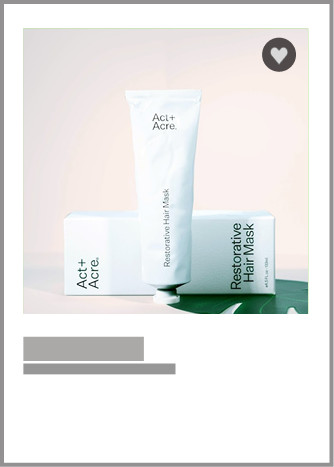 Act+
Acre.
Restorative Hair Mask
Act+
Acre.
Restorative
Hair Mask